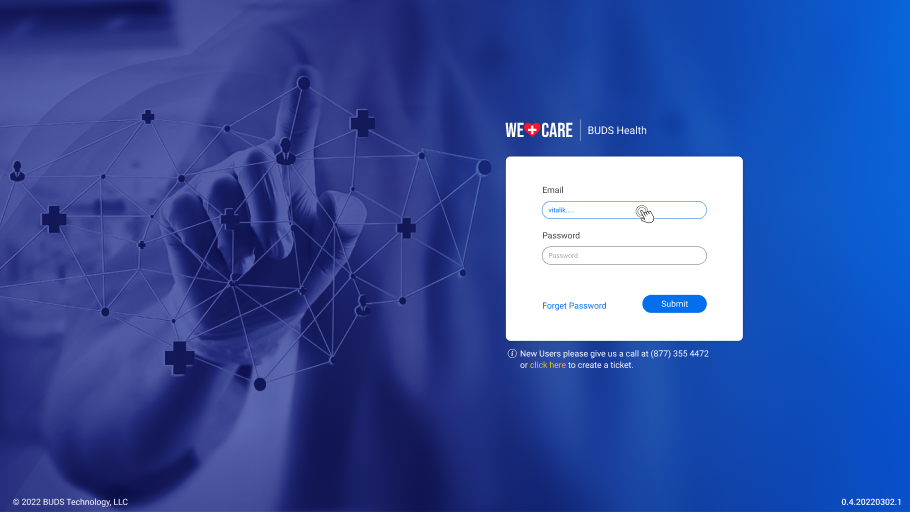 WE CARE
BUDS Health
Email
vitalik....
Password
Password
Forget Password
Submit
New Users please give us a call at (877) 355 4472
or click here to create a ticket.
© 2022 BUDS Technology, LLC
0.4.20220302.1